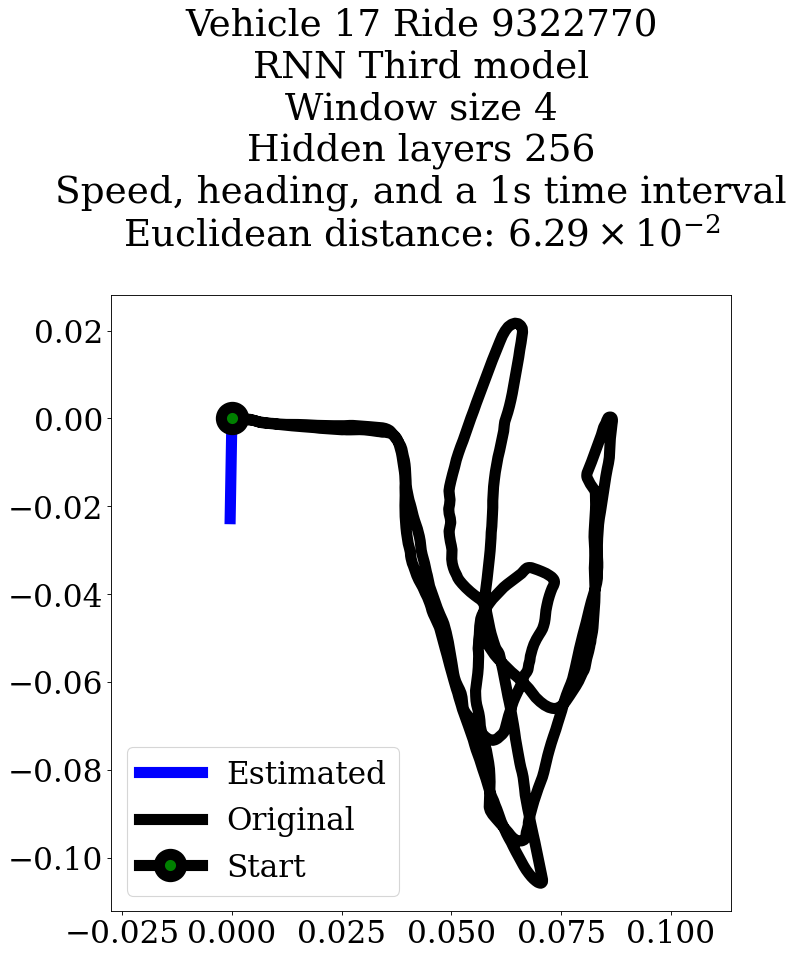 Vehicle 17 Ride 9322770
RNN Third model
Window size 4
Hidden layers 256
Speed, heading, and a 1s time interval
Euclidean distance: 6.29 × 10⁻²
0.02
0.00
−0.02
−0.04
−0.06
−0.08
−0.10
Estimated
Original
Start
−0.025 0.000 0.025 0.050 0.075 0.100